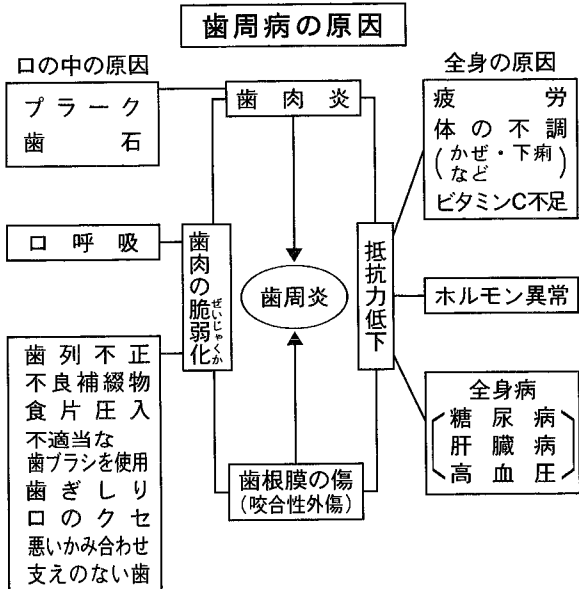 歯周病の原因
口の中の原因
プラーク
歯石
口呼吸
歯列不正
不良補綴物
食片圧入
不適当な
歯ブラシを使用
歯ぎしり
口のクセ
悪いかみ合わせ
支えのない歯
歯肉炎
歯肉の脆弱化
ぜいじゃくか
歯周炎
抵抗力低下
歯根膜の傷
(咬合性外傷)
全身の原因
疲労
体の不調
(かぜ・下痢
など)
ビタミンC不足
ホルモン異常
全身病
糖尿病
肝臓病
高血圧